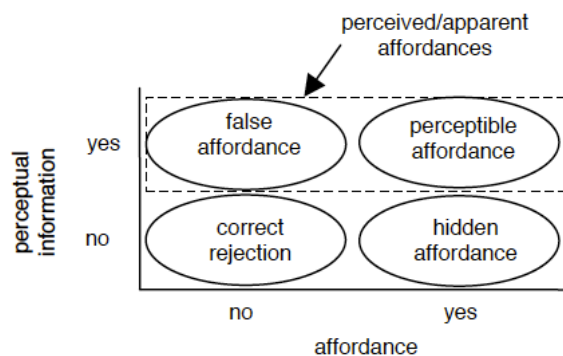 perceived/apparent
affordances
perceptual
information
yes
false
affordance
perceptible
affordance
no
correct
rejection
hidden
affordance
no
yes
affordance